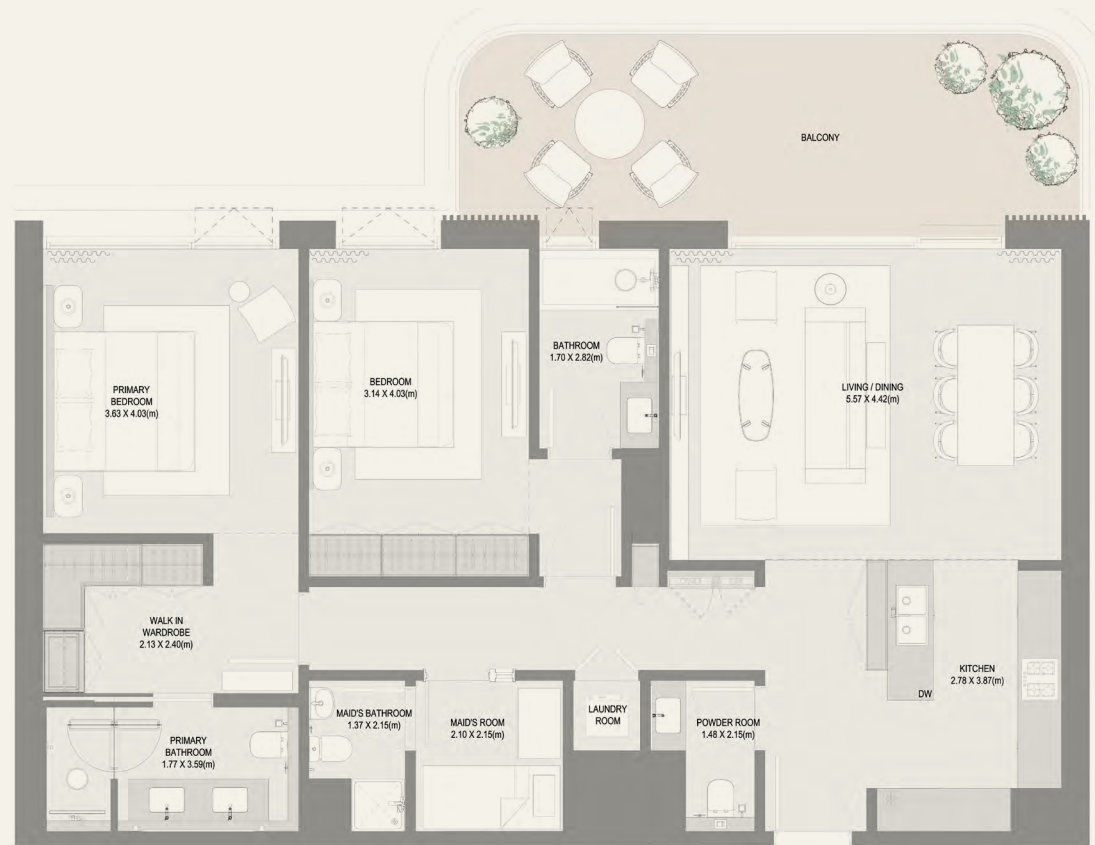 BALCONY
PRIMARY
BEDROOM
3.63 X 4.03(m)
BEDROOM
3.14 X 4.03(m)
BATHROOM
1.70 X 2.82(m)
LIVING / DINING
5.57 X 4.42(m)
WALK IN
WARDROBE
2.13 X 2.40(m)
KITCHEN
2.78 X 3.87(m)
DW
PRIMARY
BATHROOM
1.77 X 3.59(m)
MAID'S BATHROOM
1.37 X 2.15(m)
MAID'S ROOM
2.10 X 2.15(m)
LAUNDRY
ROOM
POWDER ROOM
1.48 X 2.15(m)